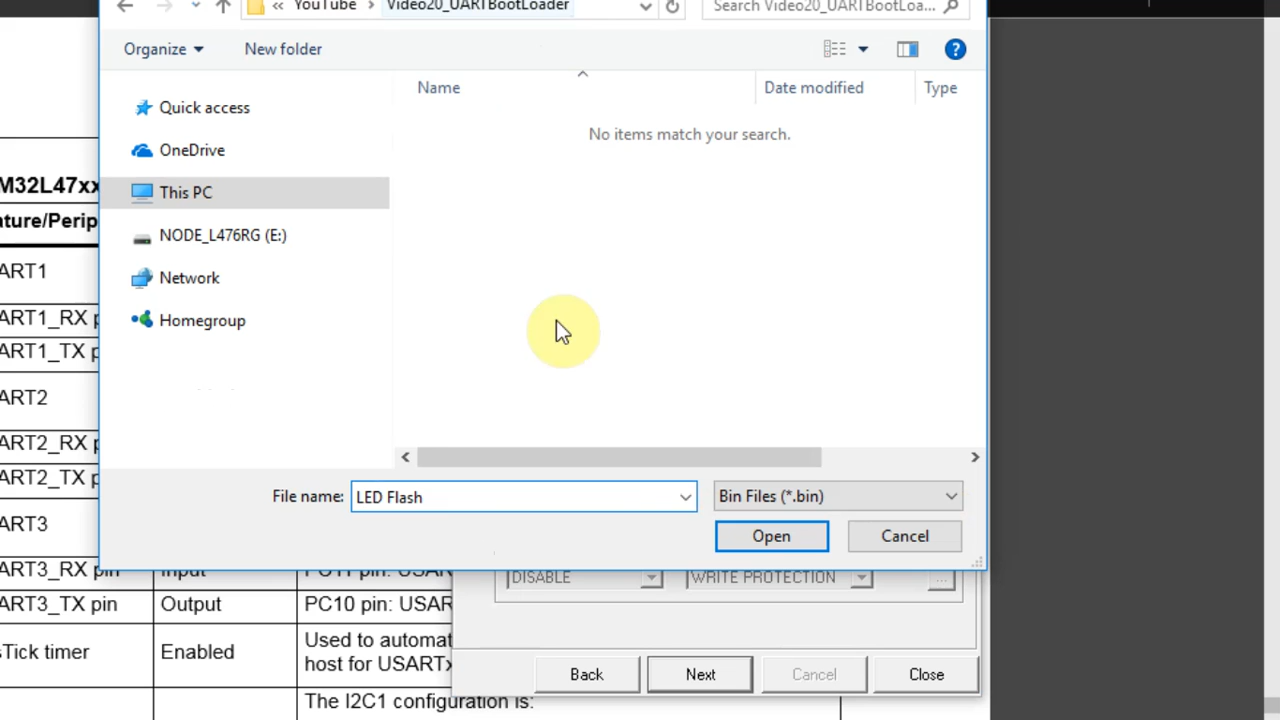 « YouTube > Video20_UARTBootLoader
Search Video20_UARTBootLoa...
Organize
New folder
Name
Date modified
Type
Quick access
No items match your search.
OneDrive
This PC
NODE_L476RG (E:)
Network
Homegroup
File name:
LED Flash
Bin Files (*.bin)
Open
Cancel
M32L47xx
ature/Perip
ART1
ART1_RX p
ART1_TX p
ART2
ART2_RX p
ART2_TX p
ART3
ART3_RX pin
Input
ART3_TX pin
Output
PC10 pin: USAR
sTick timer
Enabled
Used to automat
host for USARTx
The I2C1 configuration is:
DISABLE
WRITE PROTECTION
...
Back
Next
Cancel
Close